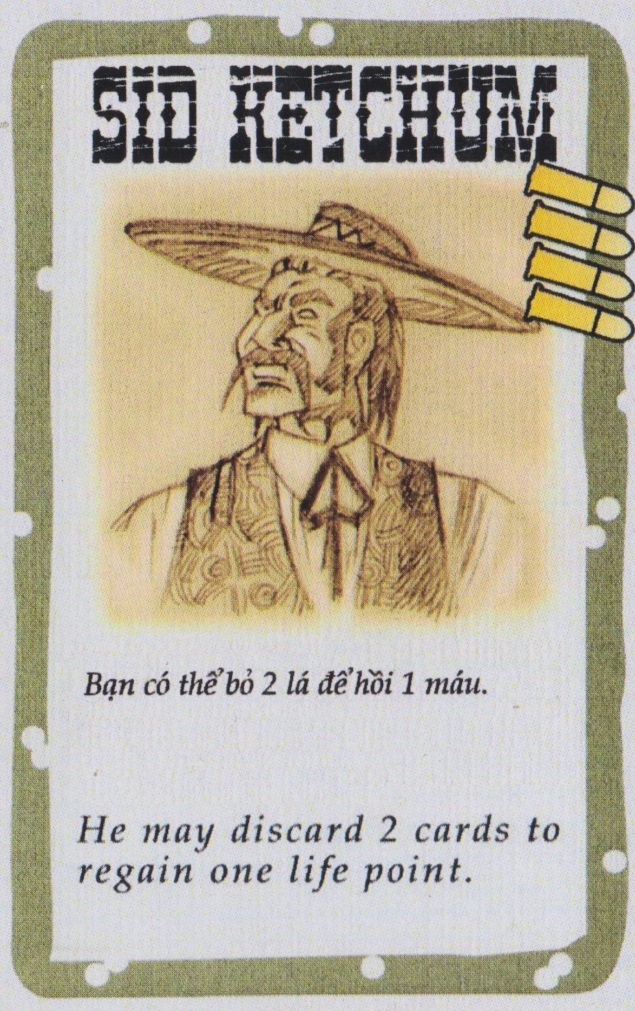 SID KETCHUM
Bạn có thể bỏ 2 lá để hồi 1 máu.
He may discard 2 cards to
regain one life point.